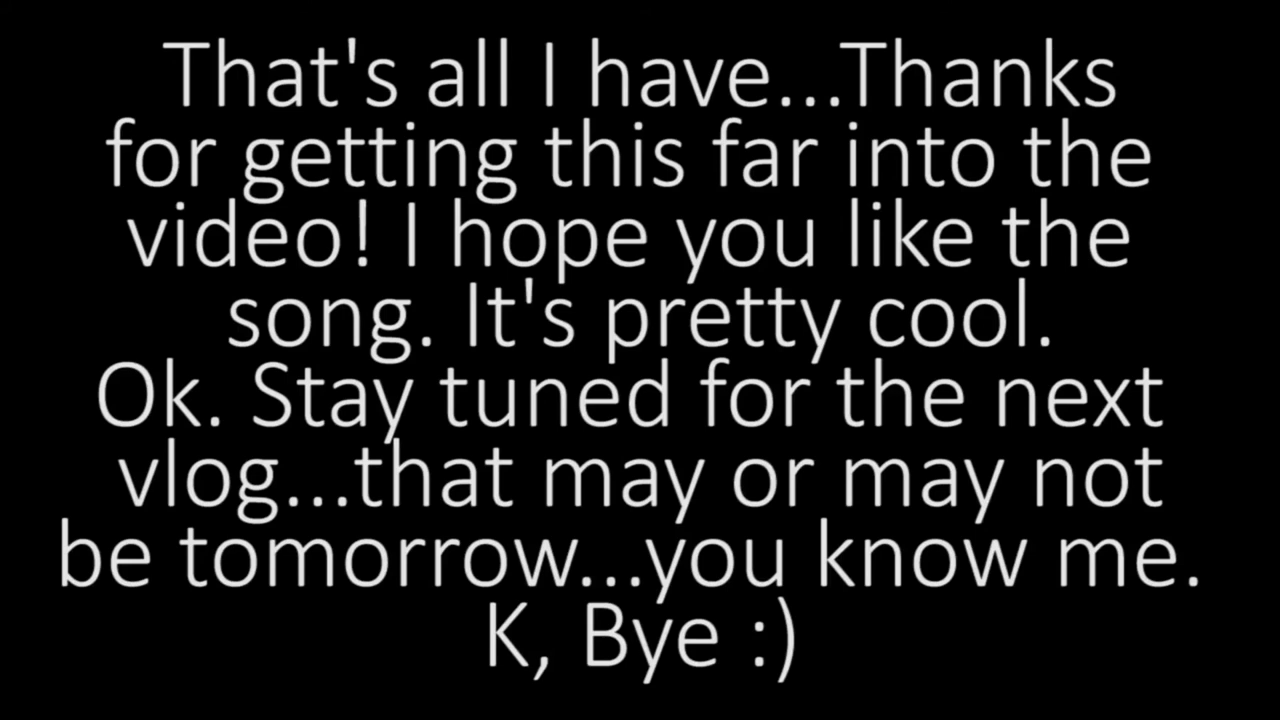 That's all I have...Thanks
for getting this far into the
video! I hope you like the
song. It's pretty cool.
Ok. Stay tuned for the next
vlog...that may or may not
be tomorrow...you know me.
K, Bye :)